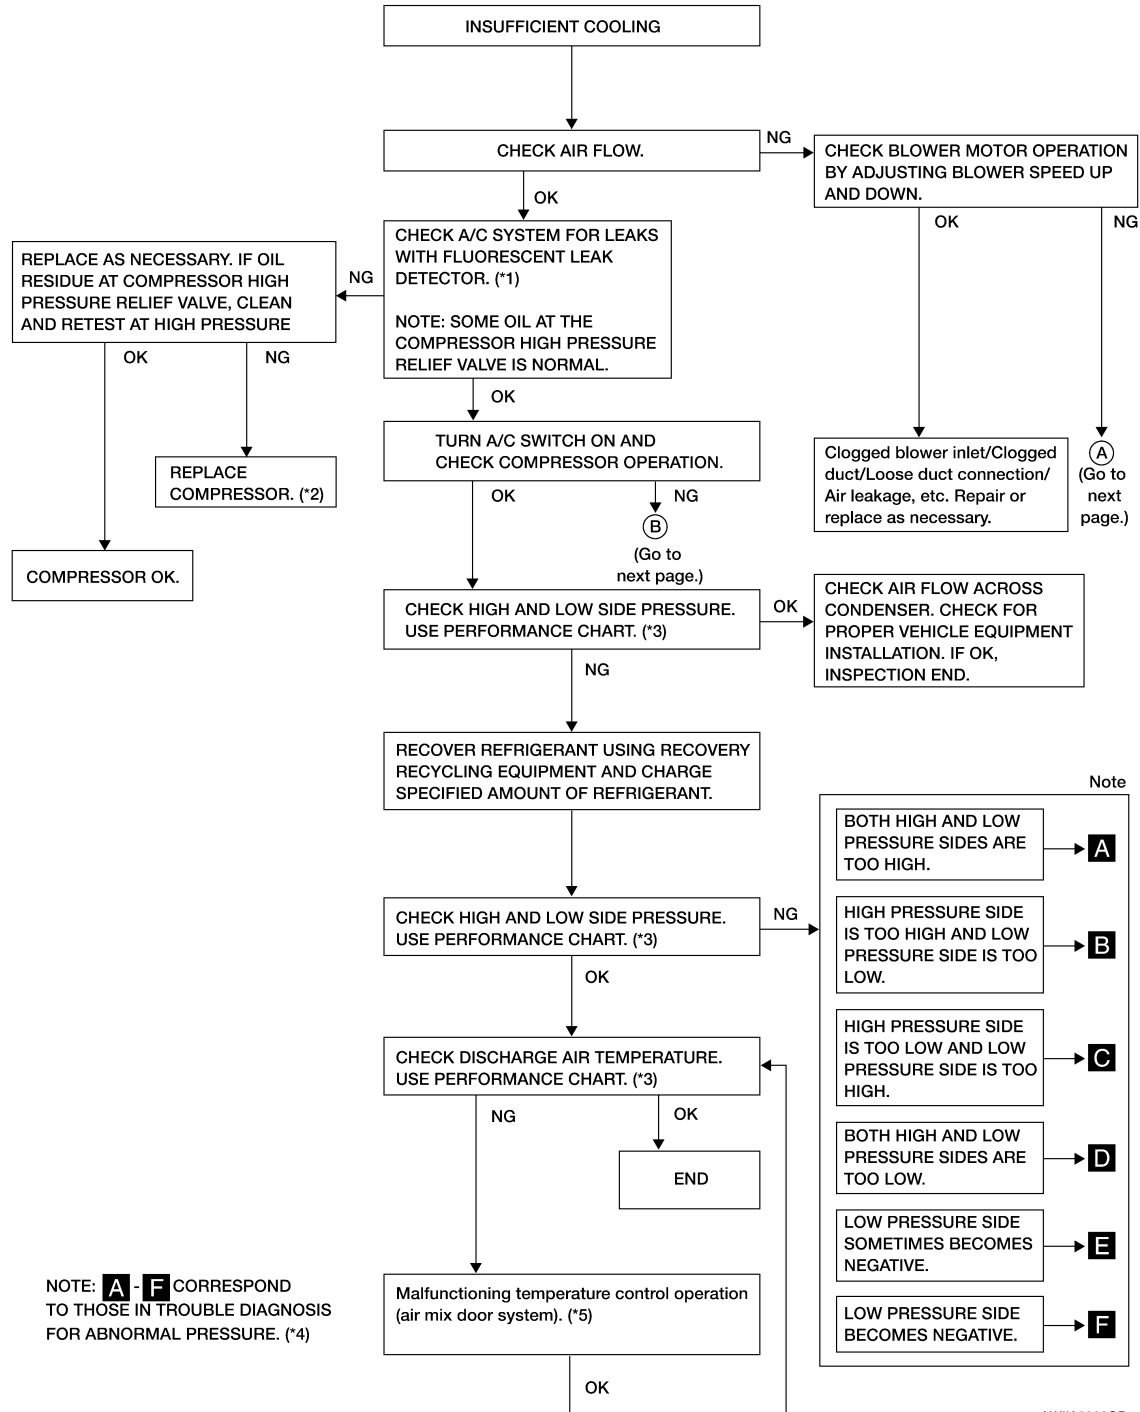 INSUFFICIENT COOLING
CHECK AIR FLOW.
NG
CHECK BLOWER MOTOR OPERATION
BY ADJUSTING BLOWER SPEED UP
AND DOWN.
OK
OK
NG
CHECK A/C SYSTEM FOR LEAKS
WITH FLUORESCENT LEAK
DETECTOR. (*1)
NOTE: SOME OIL AT THE
COMPRESSOR HIGH PRESSURE
RELIEF VALVE IS NORMAL.
NG
REPLACE AS NECESSARY. IF OIL
RESIDUE AT COMPRESSOR HIGH
PRESSURE RELIEF VALVE, CLEAN
AND RETEST AT HIGH PRESSURE
OK
NG
REPLACE
COMPRESSOR. (*2)
COMPRESSOR OK.
OK
TURN A/C SWITCH ON AND
CHECK COMPRESSOR OPERATION.
OK
NG
B
(Go to
next page.)
Clogged blower inlet/Clogged
duct/Loose duct connection/
Air leakage, etc. Repair or
replace as necessary.
A
(Go to
next
page.)
CHECK HIGH AND LOW SIDE PRESSURE.
USE PERFORMANCE CHART. (*3)
OK
CHECK AIR FLOW ACROSS
CONDENSER. CHECK FOR
PROPER VEHICLE EQUIPMENT
INSTALLATION. IF OK,
INSPECTION END.
NG
RECOVER REFRIGERANT USING RECOVERY
RECYCLING EQUIPMENT AND CHARGE
SPECIFIED AMOUNT OF REFRIGERANT.
CHECK HIGH AND LOW SIDE PRESSURE.
USE PERFORMANCE CHART. (*3)
NG
OK
Note
BOTH HIGH AND LOW
PRESSURE SIDES ARE
TOO HIGH.
A
HIGH PRESSURE SIDE
IS TOO HIGH AND LOW
PRESSURE SIDE IS TOO
LOW.
B
HIGH PRESSURE SIDE
IS TOO LOW AND LOW
PRESSURE SIDE IS TOO
HIGH.
C
BOTH HIGH AND LOW
PRESSURE SIDES ARE
TOO LOW.
D
LOW PRESSURE SIDE
SOMETIMES BECOMES
NEGATIVE.
E
LOW PRESSURE SIDE
BECOMES NEGATIVE.
F
CHECK DISCHARGE AIR TEMPERATURE.
USE PERFORMANCE CHART. (*3)
NG
OK
END
Malfunctioning temperature control operation
(air mix door system). (*5)
OK
NOTE: A - F CORRESPOND
TO THOSE IN TROUBLE DIAGNOSIS
FOR ABNORMAL PRESSURE. (*4)